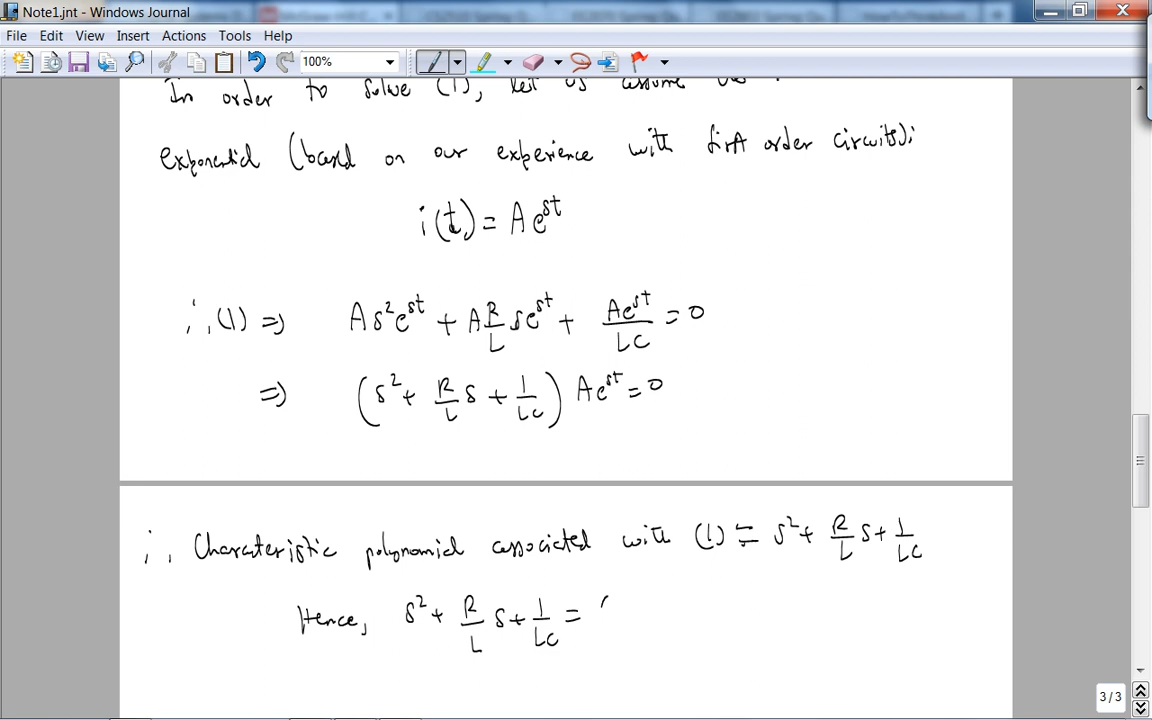 Note1.jnt - Windows Journal
File Edit View Insert Actions Tools Help
100%
In order to solve (1), let us assume
exponential (based on our experience with first order circuits):
i(t) = Ae^{st}
∴ (1) ⇒ As²e^{st} + A R/L se^{st} + Ae^{st}/LC = 0
⇒ (s² + R/L s + 1/LC) Ae^{st} = 0
∴ Characteristic polynomial associated with (1) = s² + R/L s + 1/LC
Hence, s² + R/L s + 1/LC =
3 / 3